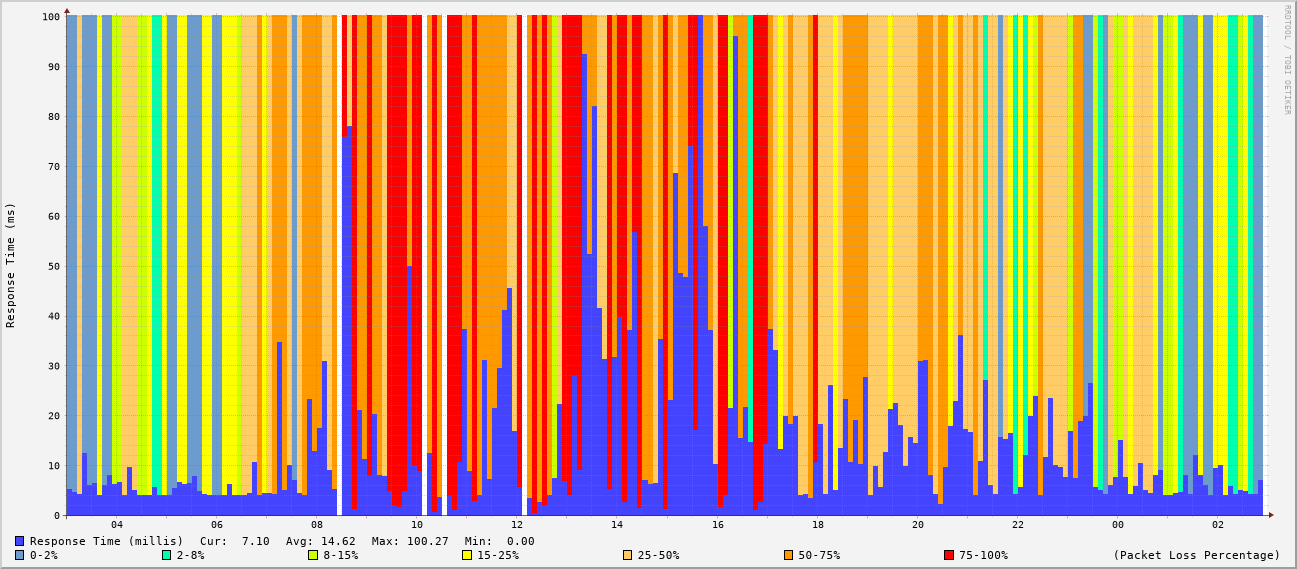 RRDTOOL / TOBI OETIKER
Response Time (ms)
100
90
80
70
60
50
40
30
20
10
0
04 06 08 10 12 14 16 18 20 22 00 02
Response Time (millis) Cur: 7.10 Avg: 14.62 Max: 100.27 Min: 0.00
0-2% 2-8% 8-15% 15-25% 25-50% 50-75% 75-100% (Packet Loss Percentage)